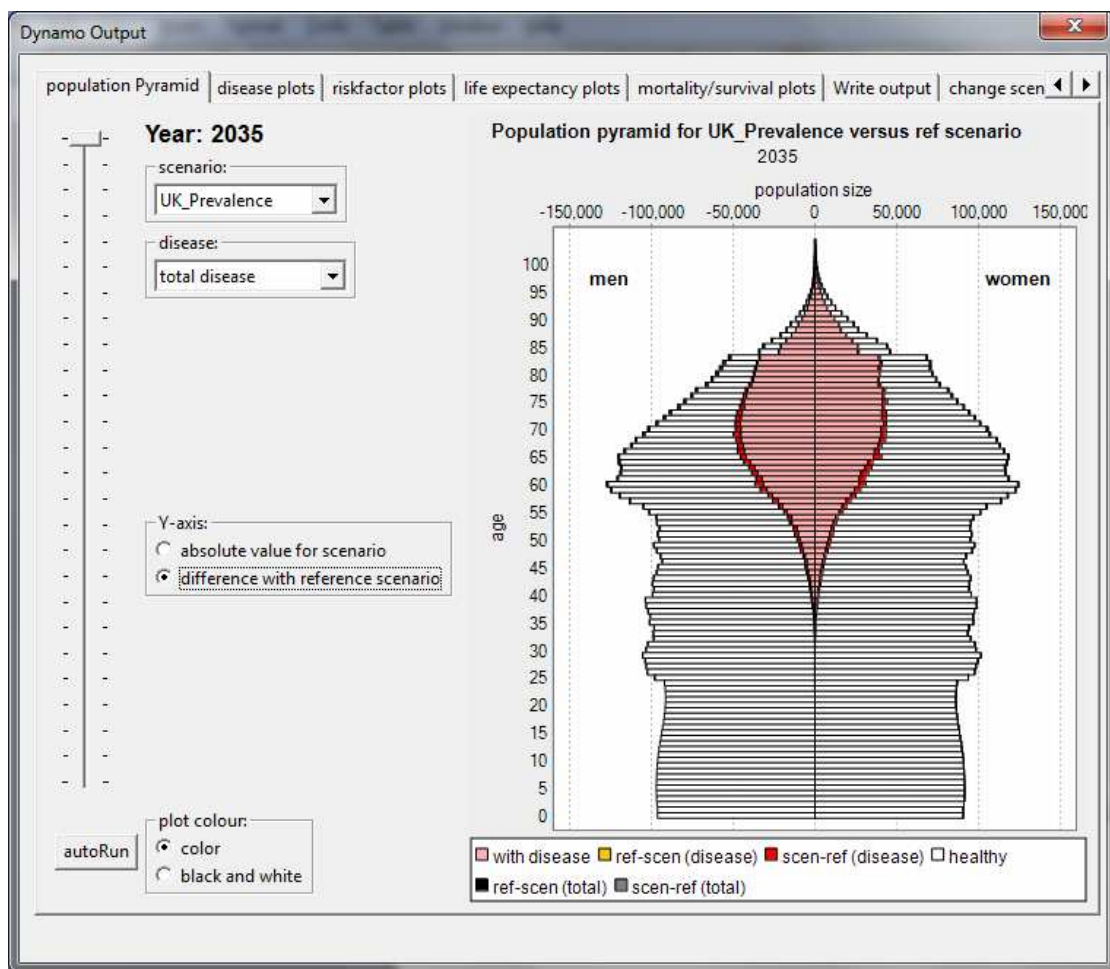 Dynamo Output
population Pyramid disease plots riskfactor plots life expectancy plots mortality/survival plots Write output change scen
Year: 2035
scenario:
UK_Prevalence
disease:
total disease
Y-axis:
absolute value for scenario
difference with reference scenario
autoRun
plot colour:
color
black and white
Population pyramid for UK_Prevalence versus ref scenario
2035
population size
-150,000 -100,000 -50,000 0 50,000 100,000 150,000
men
women
age
100
95
90
85
80
75
70
65
60
55
50
45
40
35
30
25
20
15
10
5
0
with disease ref-scen (disease) scen-ref (disease) healthy
ref-scen (total) scen-ref (total)